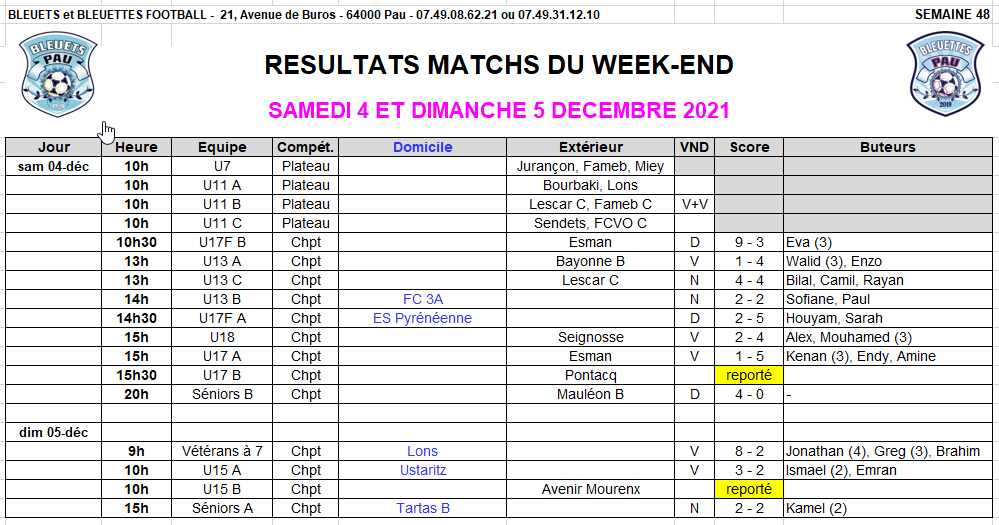 BLEUETS et BLEUETTES FOOTBALL - 21, Avenue de Buros - 64000 Pau - 07.49.08.62.21 ou 07.49.31.12.10 SEMAINE 48
BLEUETS PAU 1920
RESULTATS MATCHS DU WEEK-END
BLEUETTES PAU 2019
SAMEDI 4 ET DIMANCHE 5 DECEMBRE 2021
Jour Heure Equipe Compét. Domicile Extérieur VND Score Buteurs
sam 04-déc 10h U7 Plateau Jurançon, Fameb, Miey
10h U11 A Plateau Bourbaki, Lons
10h U11 B Plateau Lescar C, Fameb C V+V
10h U11 C Plateau Sendets, FCVO C
10h30 U17F B Chpt Esman D 9 - 3 Eva (3)
13h U13 A Chpt Bayonne B V 1 - 4 Walid (3), Enzo
13h U13 C Chpt Lescar C N 4 - 4 Bilal, Camil, Rayan
14h U13 B Chpt FC 3A N 2 - 2 Sofiane, Paul
14h30 U17F A Chpt ES Pyrénéenne D 2 - 5 Houyam, Sarah
15h U18 Chpt Seignosse V 2 - 4 Alex, Mouhamed (3)
15h U17 A Chpt Esman V 1 - 5 Kenan (3), Endy, Amine
15h30 U17 B Chpt Pontacq reporté
20h Séniors B Chpt Mauléon B D 4 - 0 -
dim 05-déc
9h Vétérans à 7 Chpt Lons V 8 - 2 Jonathan (4), Greg (3), Brahim
10h U15 A Chpt Ustaritz V 3 - 2 Ismael (2), Emran
10h U15 B Chpt Avenir Mourenx reporté
15h Séniors A Chpt Tartas B N 2 - 2 Kamel (2)